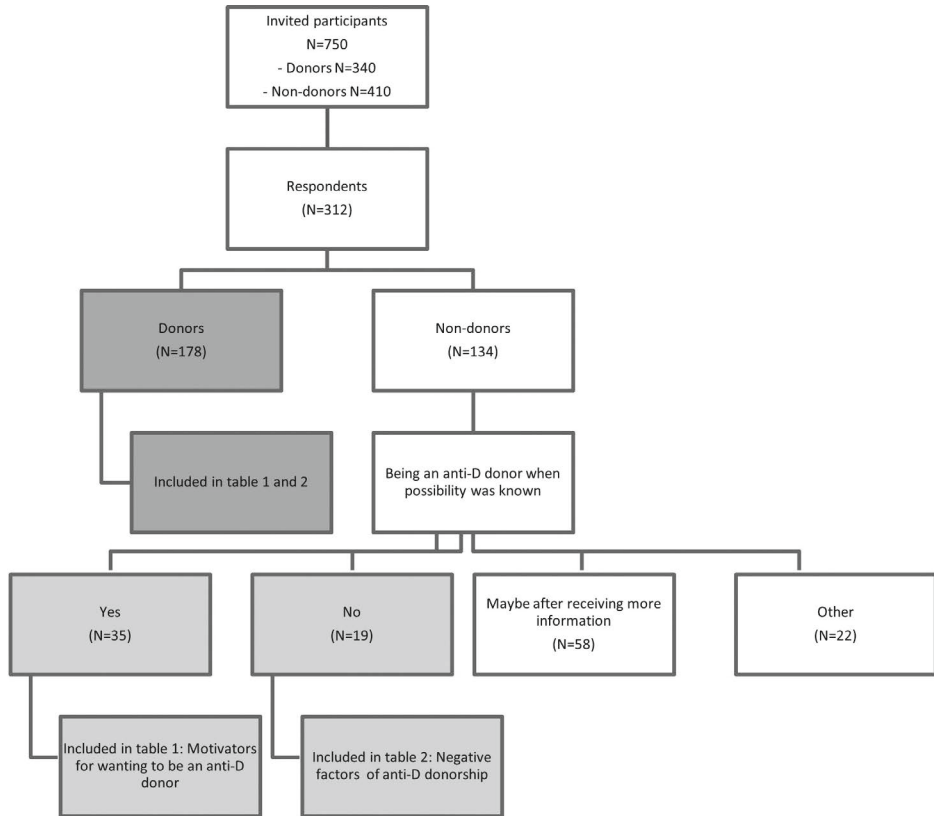 Invited participants
N=750
- Donors N=340
- Non-donors N=410
Respondents
(N=312)
Donors
(N=178)
Non-donors
(N=134)
Included in table 1 and 2
Being an anti-D donor when
possibility was known
Yes
(N=35)
No
(N=19)
Maybe after receiving more
information
(N=58)
Other
(N=22)
Included in table 1: Motivators
for wanting to be an anti-D
donor
Included in table 2: Negative
factors of anti-D donorship